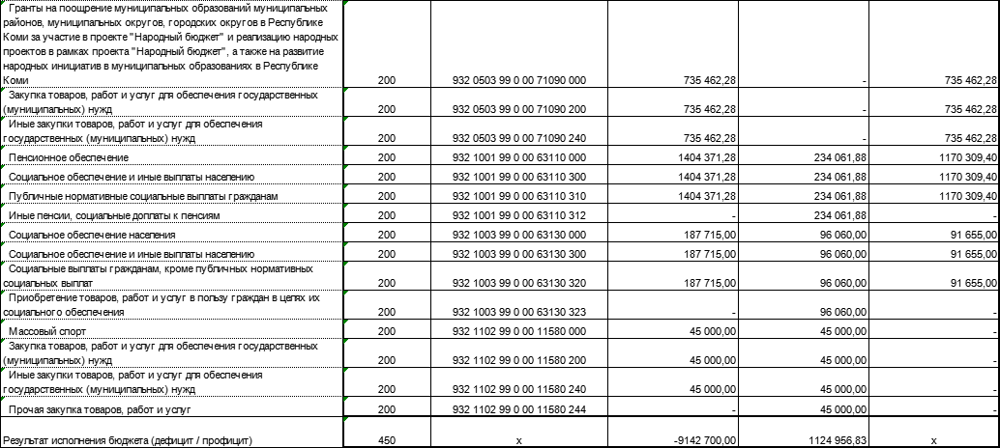 Гранты на поощрение муниципальных образований муниципальных
районов, муниципальных округов, городских округов в Республике
Коми за участие в проекте "Народный бюджет" и реализацию народных
проектов в рамках проекта "Народный бюджет", а также на развитие
народных инициатив в муниципальных образованиях в Республике
Коми 200 932 0503 99 0 00 71090 000 735 462,28 - 735 462,28
Закупка товаров, работ и услуг для обеспечения государственных
(муниципальных) нужд 200 932 0503 99 0 00 71090 200 735 462,28 - 735 462,28
Иные закупки товаров, работ и услуг для обеспечения
государственных (муниципальных) нужд 200 932 0503 99 0 00 71090 240 735 462,28 - 735 462,28
Пенсионное обеспечение 200 932 1001 99 0 00 63110 000 1404 371,28 234 061,88 1170 309,40
Социальное обеспечение и иные выплаты населению 200 932 1001 99 0 00 63110 300 1404 371,28 234 061,88 1170 309,40
Публичные нормативные социальные выплаты гражданам 200 932 1001 99 0 00 63110 310 1404 371,28 234 061,88 1170 309,40
Иные пенсии, социальные доплаты к пенсиям 200 932 1001 99 0 00 63110 312 - 234 061,88 -
Социальное обеспечение населения 200 932 1003 99 0 00 63130 000 187 715,00 96 060,00 91 655,00
Социальное обеспечение и иные выплаты населению 200 932 1003 99 0 00 63130 300 187 715,00 96 060,00 91 655,00
Социальные выплаты гражданам, кроме публичных нормативных
социальных выплат 200 932 1003 99 0 00 63130 320 187 715,00 96 060,00 91 655,00
Приобретение товаров, работ и услуг в пользу граждан в целях их
социального обеспечения 200 932 1003 99 0 00 63130 323 - 96 060,00 -
Массовый спорт 200 932 1102 99 0 00 11580 000 45 000,00 45 000,00 -
Закупка товаров, работ и услуг для обеспечения государственных
(муниципальных) нужд 200 932 1102 99 0 00 11580 200 45 000,00 45 000,00 -
Иные закупки товаров, работ и услуг для обеспечения
государственных (муниципальных) нужд 200 932 1102 99 0 00 11580 240 45 000,00 45 000,00 -
Прочая закупка товаров, работ и услуг 200 932 1102 99 0 00 11580 244 - 45 000,00 -
Результат исполнения бюджета (дефицит / профицит) 450 x -9142 700,00 1124 956,83 x